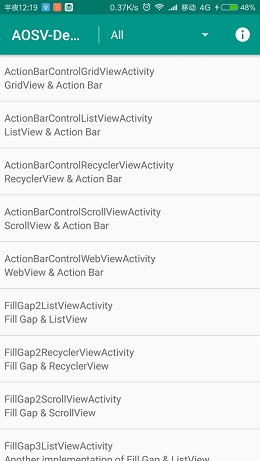 半夜12:19 0.37K/s 移动 4G 48%
AOSV-De... All
ActionBarControlGridViewActivity
GridView & Action Bar
ActionBarControlListViewActivity
ListView & Action Bar
ActionBarControlRecyclerViewActivity
RecyclerView & Action Bar
ActionBarControlScrollViewActivity
ScrollView & Action Bar
ActionBarControlWebViewActivity
WebView & Action Bar
FillGap2ListViewActivity
Fill Gap & ListView
FillGap2RecyclerViewActivity
Fill Gap & RecyclerView
FillGap2ScrollViewActivity
Fill Gap & ScrollView
FillGap3ListViewActivity
Another implementation of Fill Gap & ListView